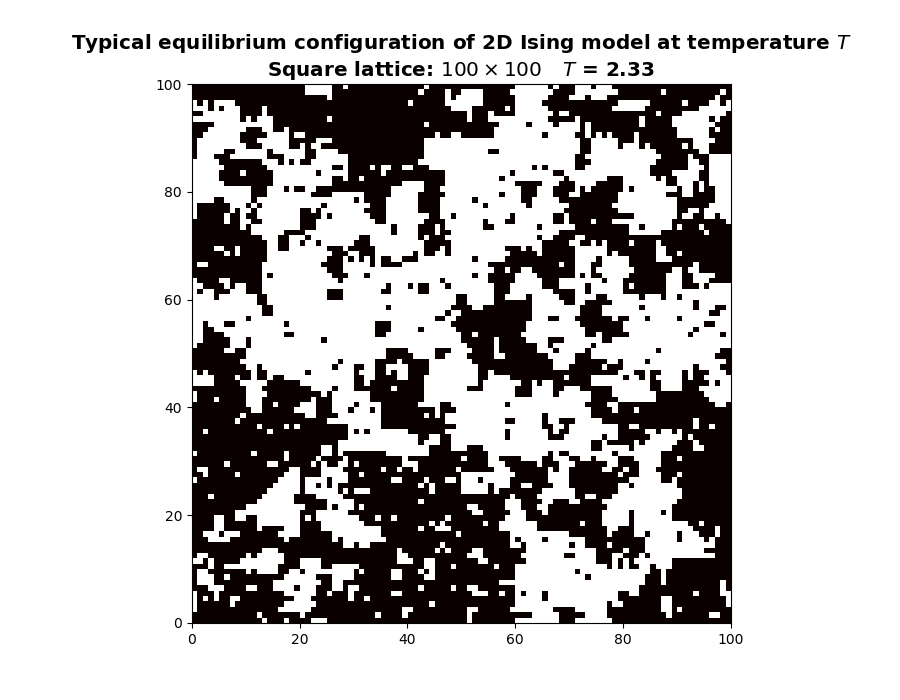 Typical equilibrium configuration of 2D Ising model at temperature T
Square lattice: 100 × 100 T = 2.33
100
80
60
40
20
0
0 20 40 60 80 100